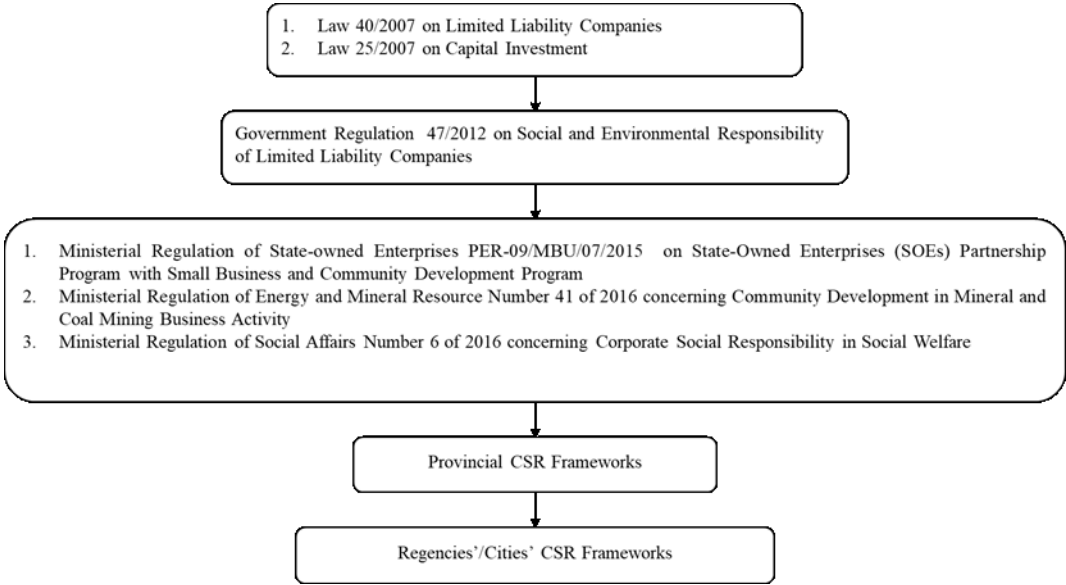 1. Law 40/2007 on Limited Liability Companies
2. Law 25/2007 on Capital Investment
Government Regulation 47/2012 on Social and Environmental Responsibility
of Limited Liability Companies
1. Ministerial Regulation of State-owned Enterprises PER-09/MBU/07/2015 on State-Owned Enterprises (SOEs) Partnership
Program with Small Business and Community Development Program
2. Ministerial Regulation of Energy and Mineral Resource Number 41 of 2016 concerning Community Development in Mineral and
Coal Mining Business Activity
3. Ministerial Regulation of Social Affairs Number 6 of 2016 concerning Corporate Social Responsibility in Social Welfare
Provincial CSR Frameworks
Regencies’/Cities’ CSR Frameworks